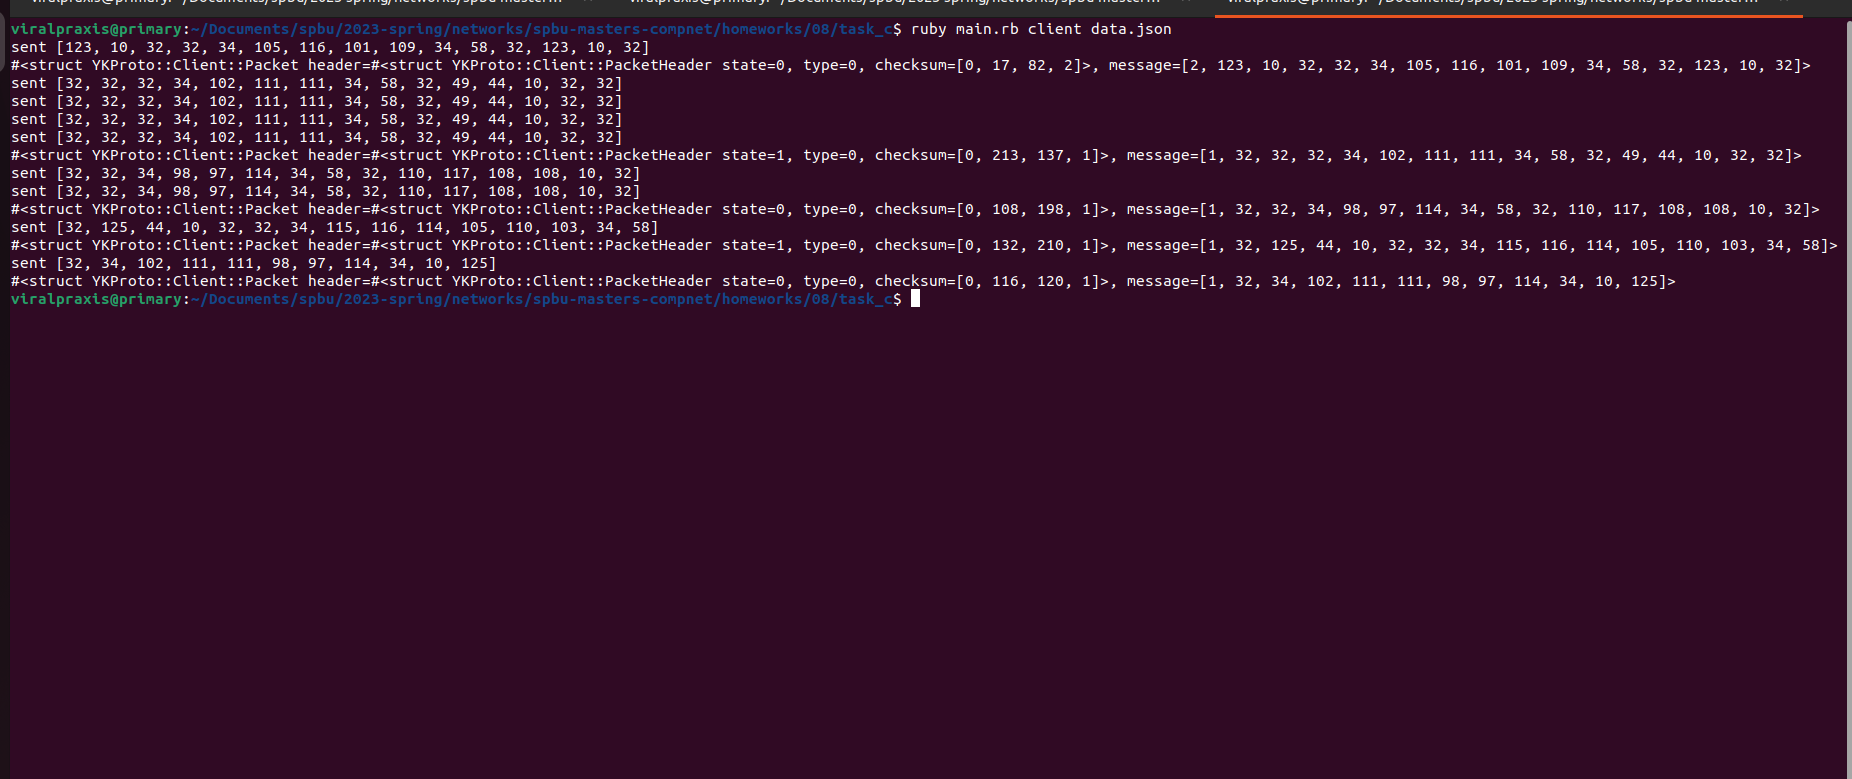 viralpraxis@primary:~/Documents/spbu/2023-spring/networks/spbu-masters-compnet/homeworks/08/task_c$ ruby main.rb client data.json
sent [123, 10, 32, 32, 34, 105, 116, 101, 109, 34, 58, 32, 123, 10, 32]
#<struct YKProto::Client::Packet header=#<struct YKProto::Client::PacketHeader state=0, type=0, checksum=[0, 17, 82, 2]>, message=[2, 123, 10, 32, 32, 34, 105, 116, 101, 109, 34, 58, 32, 123, 10, 32]>
sent [32, 32, 32, 34, 102, 111, 111, 34, 58, 32, 49, 44, 10, 32, 32]
sent [32, 32, 32, 34, 102, 111, 111, 34, 58, 32, 49, 44, 10, 32, 32]
sent [32, 32, 32, 34, 102, 111, 111, 34, 58, 32, 49, 44, 10, 32, 32]
sent [32, 32, 32, 34, 102, 111, 111, 34, 58, 32, 49, 44, 10, 32, 32]
#<struct YKProto::Client::Packet header=#<struct YKProto::Client::PacketHeader state=1, type=0, checksum=[0, 213, 137, 1]>, message=[1, 32, 32, 32, 34, 102, 111, 111, 34, 58, 32, 49, 44, 10, 32, 32]>
sent [32, 32, 34, 98, 97, 114, 34, 58, 32, 110, 117, 108, 108, 10, 32]
sent [32, 32, 34, 98, 97, 114, 34, 58, 32, 110, 117, 108, 108, 10, 32]
#<struct YKProto::Client::Packet header=#<struct YKProto::Client::PacketHeader state=0, type=0, checksum=[0, 108, 198, 1]>, message=[1, 32, 32, 34, 98, 97, 114, 34, 58, 32, 110, 117, 108, 108, 10, 32]>
sent [32, 125, 44, 10, 32, 32, 34, 115, 116, 114, 105, 110, 103, 34, 58]
#<struct YKProto::Client::Packet header=#<struct YKProto::Client::PacketHeader state=1, type=0, checksum=[0, 132, 210, 1]>, message=[1, 32, 125, 44, 10, 32, 32, 34, 115, 116, 114, 105, 110, 103, 34, 58]>
sent [32, 34, 102, 111, 111, 98, 97, 114, 34, 10, 125]
#<struct YKProto::Client::Packet header=#<struct YKProto::Client::PacketHeader state=0, type=0, checksum=[0, 116, 120, 1]>, message=[1, 32, 34, 102, 111, 111, 98, 97, 114, 34, 10, 125]>
viralpraxis@primary:~/Documents/spbu/2023-spring/networks/spbu-masters-compnet/homeworks/08/task_c$